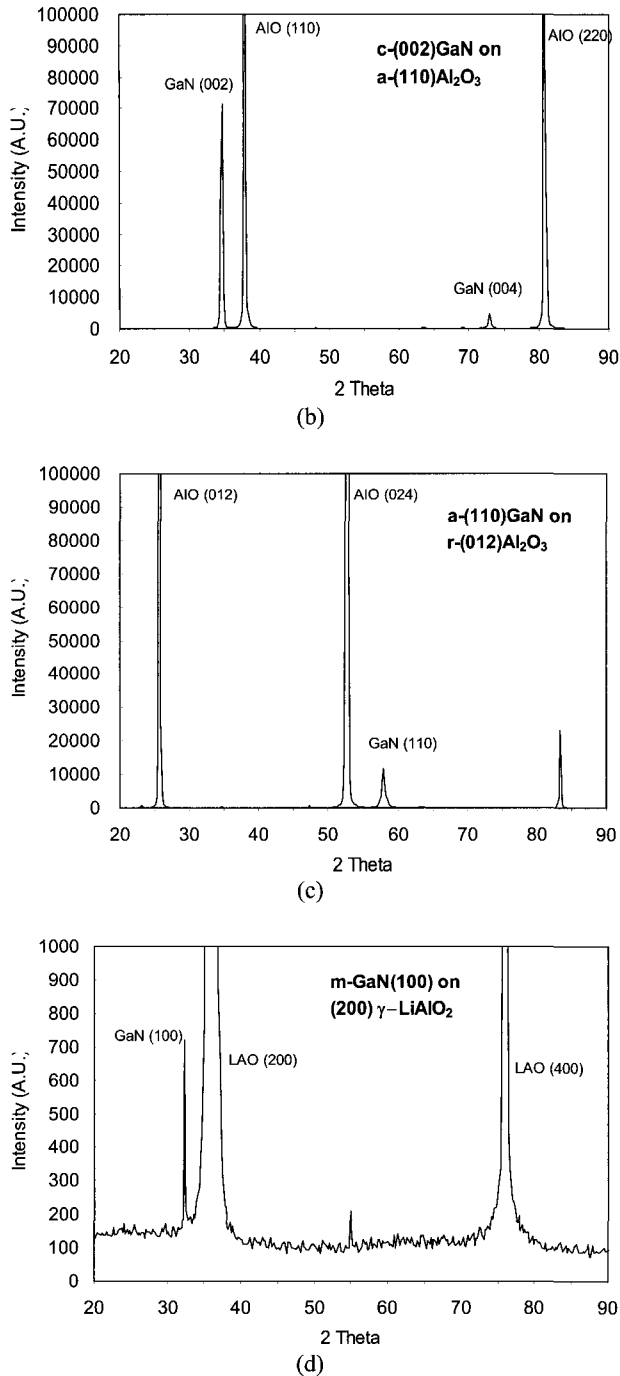 100000
90000
80000
70000
60000
50000
40000
30000
20000
10000
0
Intensity (A.U.)
GaN (002)
AlO (110)
c-(002)GaN on
a-(110)Al₂O₃
AlO (220)
GaN (004)
20 30 40 50 60 70 80 90
2 Theta
(b)
100000
90000
80000
70000
60000
50000
40000
30000
20000
10000
0
Intensity (A.U.)
AlO (012)
AlO (024)
a-(110)GaN on
r-(012)Al₂O₃
GaN (110)
20 30 40 50 60 70 80 90
2 Theta
(c)
1000
900
800
700
600
500
400
300
200
100
0
Intensity (A.U.)
GaN (100)
LAO (200)
m-GaN(100) on
(200) γ−LiAlO₂
LAO (400)
20 30 40 50 60 70 80 90
2 Theta
(d)